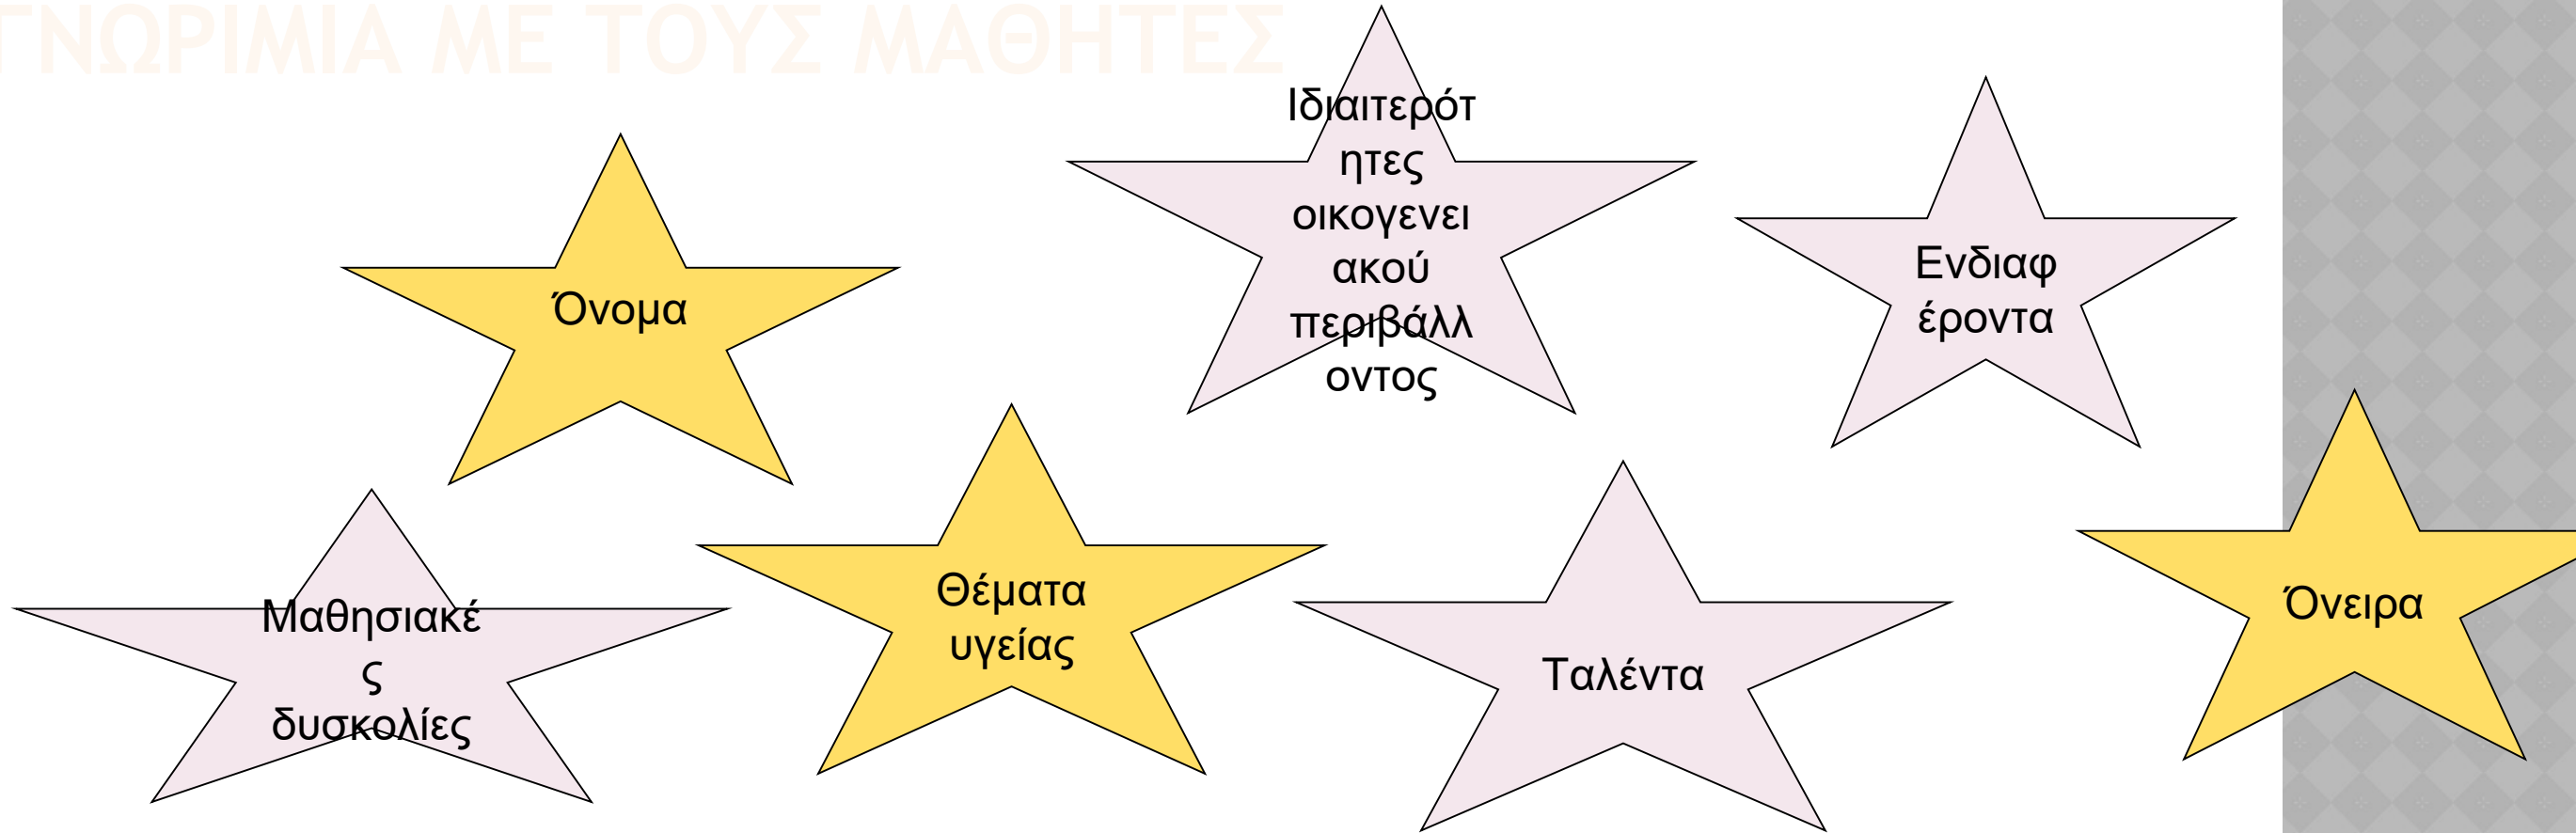 ΓΝΩΡΙΜΙΑ ΜΕ ΤΟΥΣ ΜΑΘΗΤΕΣ
Ιδιαιτερότ
ητες
οικογενει
ακού
περιβάλλ
οντος
Ενδιαφ
έροντα
Όνομα
Μαθησιακέ
ς
δυσκολίες
Θέματα
υγείας
Ταλέντα
Όνειρα